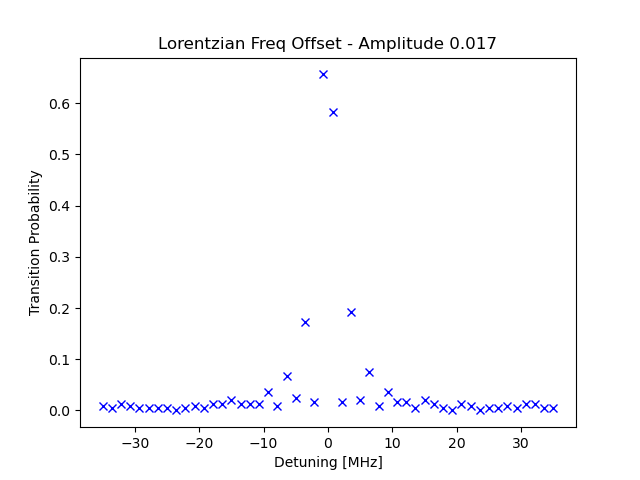 Lorentzian Freq Offset - Amplitude 0.017
Transition Probability
0.6
0.5
0.4
0.3
0.2
0.1
0.0
−30 −20 −10 0 10 20 30
Detuning [MHz]